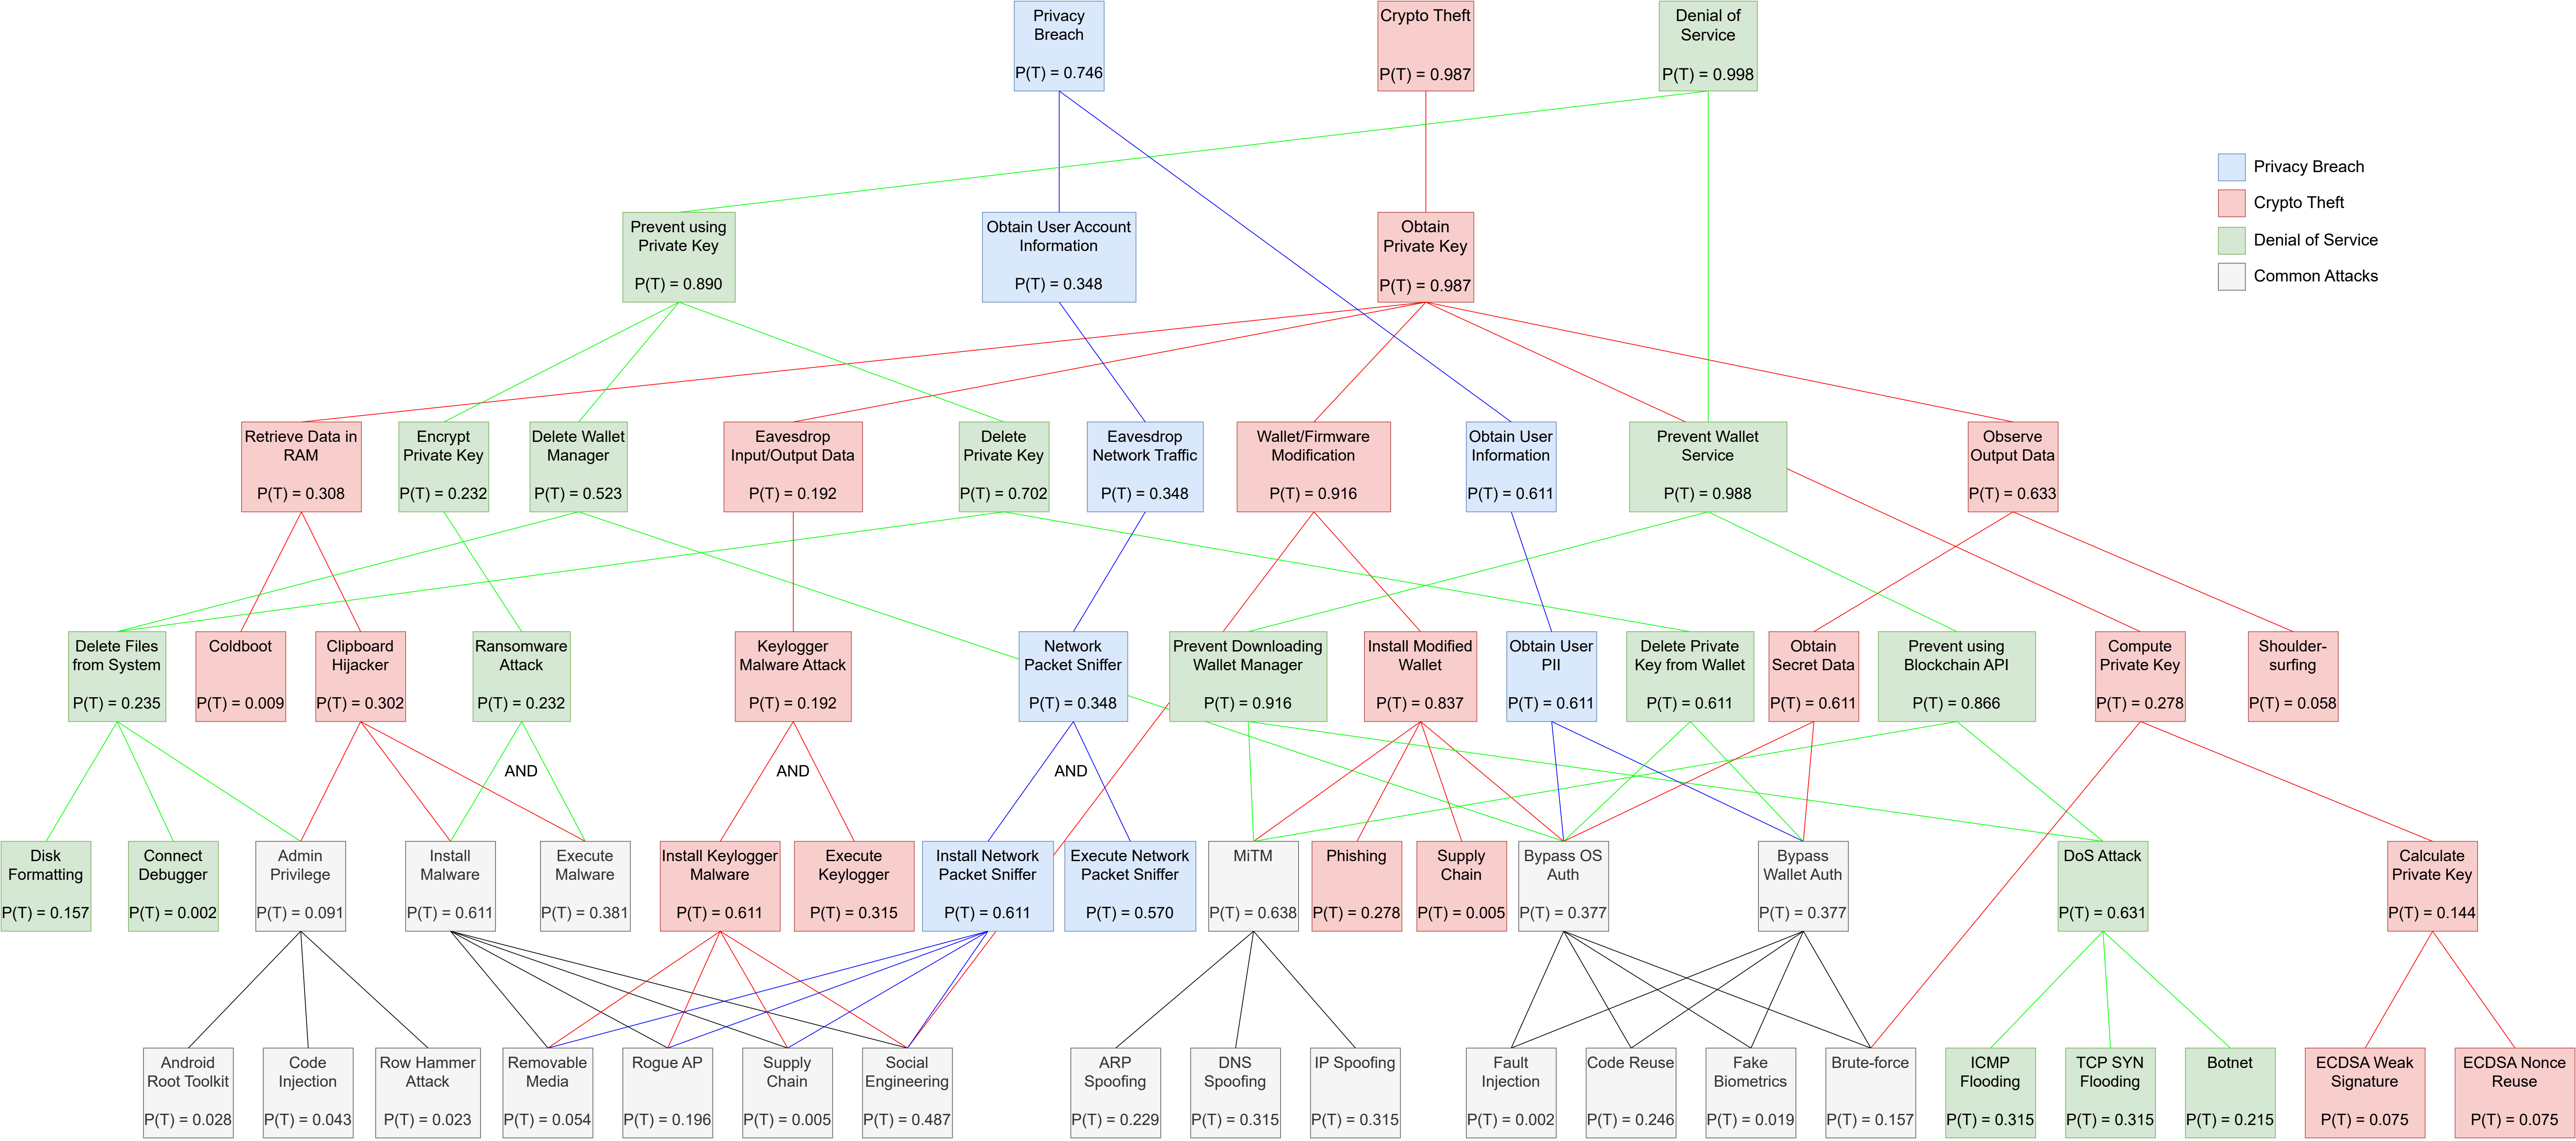 Privacy
Breach
P(T) = 0.746
Crypto Theft
P(T) = 0.987
Denial of
Service
P(T) = 0.998
Privacy Breach
Crypto Theft
Denial of Service
Common Attacks
Prevent using
Private Key
P(T) = 0.890
Obtain User Account
Information
P(T) = 0.348
Obtain
Private Key
P(T) = 0.987
Retrieve Data in
RAM
P(T) = 0.308
Encrypt
Private Key
P(T) = 0.232
Delete Wallet
Manager
P(T) = 0.523
Eavesdrop
Input/Output Data
P(T) = 0.192
Delete
Private Key
P(T) = 0.702
Eavesdrop
Network Traffic
P(T) = 0.348
Wallet/Firmware
Modification
P(T) = 0.916
Obtain User
Information
P(T) = 0.611
Prevent Wallet
Service
P(T) = 0.988
Observe
Output Data
P(T) = 0.633
Delete Files
from System
P(T) = 0.235
Coldboot
P(T) = 0.009
Clipboard
Hijacker
P(T) = 0.302
Ransomware
Attack
P(T) = 0.232
Keylogger
Malware Attack
P(T) = 0.192
Network
Packet Sniffer
P(T) = 0.348
Prevent Downloading
Wallet Manager
P(T) = 0.916
Install Modified
Wallet
P(T) = 0.837
Obtain User
PII
P(T) = 0.611
Delete Private
Key from Wallet
P(T) = 0.611
Obtain
Secret Data
P(T) = 0.611
Prevent using
Blockchain API
P(T) = 0.866
Compute
Private Key
P(T) = 0.278
Shoulder-
surfing
P(T) = 0.058
AND
AND
AND
Disk
Formatting
P(T) = 0.157
Connect
Debugger
P(T) = 0.002
Admin
Privilege
P(T) = 0.091
Install
Malware
P(T) = 0.611
Execute
Malware
P(T) = 0.381
Install Keylogger
Malware
P(T) = 0.611
Execute
Keylogger
P(T) = 0.315
Install Network
Packet Sniffer
P(T) = 0.611
Execute Network
Packet Sniffer
P(T) = 0.570
MiTM
P(T) = 0.638
Phishing
P(T) = 0.278
Supply
Chain
P(T) = 0.005
Bypass OS
Auth
P(T) = 0.377
Bypass
Wallet Auth
P(T) = 0.377
DoS Attack
P(T) = 0.631
Calculate
Private Key
P(T) = 0.144
Android
Root Toolkit
P(T) = 0.028
Code
Injection
P(T) = 0.043
Row Hammer
Attack
P(T) = 0.023
Removable
Media
P(T) = 0.054
Rogue AP
P(T) = 0.196
Supply
Chain
P(T) = 0.005
Social
Engineering
P(T) = 0.487
ARP
Spoofing
P(T) = 0.229
DNS
Spoofing
P(T) = 0.315
IP Spoofing
P(T) = 0.315
Fault
Injection
P(T) = 0.002
Code Reuse
P(T) = 0.246
Fake
Biometrics
P(T) = 0.019
Brute-force
P(T) = 0.157
ICMP
Flooding
P(T) = 0.315
TCP SYN
Flooding
P(T) = 0.315
Botnet
P(T) = 0.215
ECDSA Weak
Signature
P(T) = 0.075
ECDSA Nonce
Reuse
P(T) = 0.075